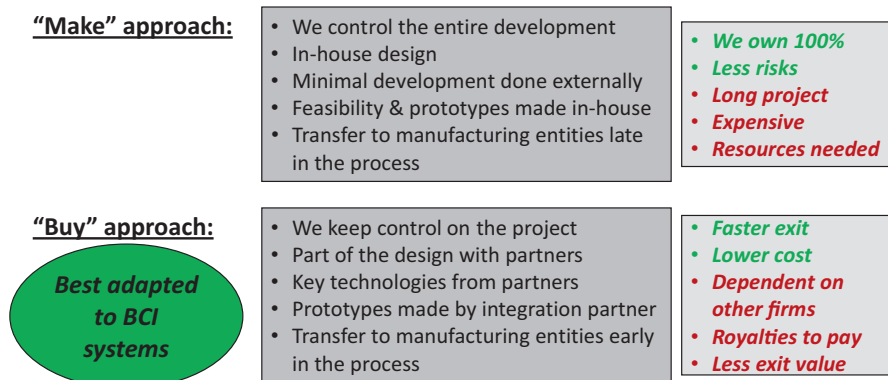 “Make” approach:
• We control the entire development
• In-house design
• Minimal development done externally
• Feasibility & prototypes made in-house
• Transfer to manufacturing entities late
in the process
• We own 100%
• Less risks
• Long project
• Expensive
• Resources needed
“Buy” approach:
Best adapted
to BCI
systems
• We keep control on the project
• Part of the design with partners
• Key technologies from partners
• Prototypes made by integration partner
• Transfer to manufacturing entities early
in the process
• Faster exit
• Lower cost
• Dependent on
other firms
• Royalties to pay
• Less exit value